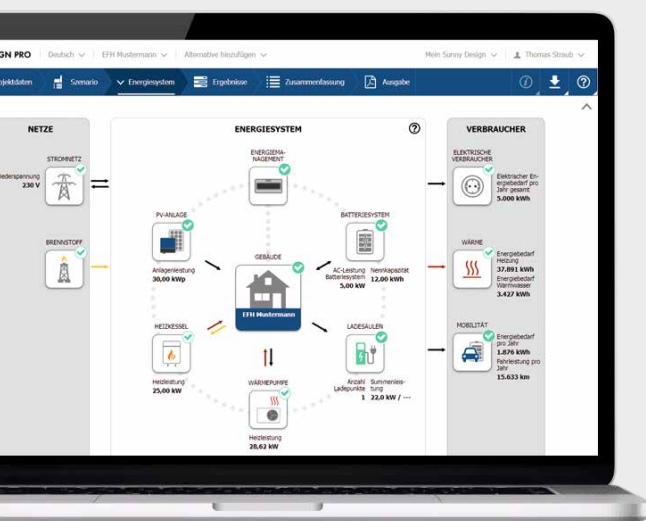 GN PRO
Deutsch
EFH Mustermann
Alternative hinzufügen
Mein Sunny Design
Thomas Straub
ojektdaten
Szenario
Energiesystem
Ergebnisse
Zusammenfassung
Ausgabe
NETZE
STROMNETZ
iederspannung
230 V
BRENNSTOFF
ENERGIESYSTEM
ENERGIEMA-
NAGEMENT
PV-ANLAGE
Anlagenleistung
30,00 kWp
BATTERIESYSTEM
AC-Leistung
Batteriesystem
5,00 kW
Nennkapazität
12,00 kWh
GEBÄUDE
EFH Mustermann
HEIZKESSEL
Heizleistung
25,00 kW
LADESÄULEN
Anzahl
Ladepunkte
1
Summenleis-
tung
22,0 kW / ---
WÄRMEPUMPE
Heizleistung
28,62 kW
VERBRAUCHER
ELEKTRISCHE
VERBRAUCHER
Elektrischer En-
ergiebedarf pro
Jahr gesamt
5.000 kWh
WÄRME
Energiebedarf
Heizung
37.891 kWh
Energiebedarf
Warmwasser
3.427 kWh
MOBILITÄT
Energiebedarf
pro Jahr
1.876 kWh
Fahrleistung pro
Jahr
15.633 km